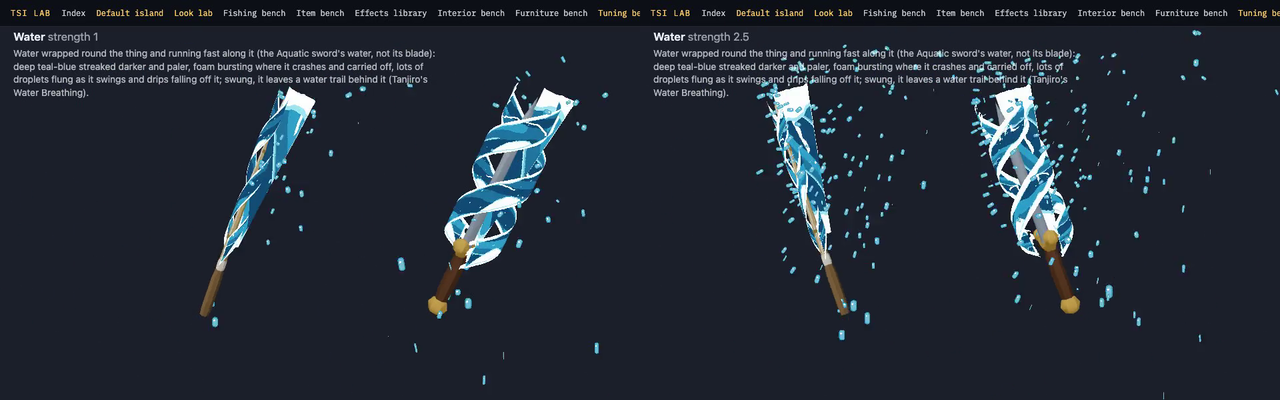 TSI LAB Index Default island Look lab Fishing bench Item bench Effects library Interior bench Furniture bench Tuning be
Water strength 1
Water wrapped round the thing and running fast along it (the Aquatic sword's water, not its blade):
deep teal-blue streaked darker and paler, foam bursting where it crashes and carried off, lots of
droplets flung as it swings and drips falling off it; swung, it leaves a water trail behind it (Tanjiro's
Water Breathing).
TSI LAB Index Default island Look lab Fishing bench Item bench Effects library Interior bench Furniture bench Tuning be
Water strength 2.5
Water wrapped round the thing and running fast along it (the Aquatic sword's water, not its blade):
deep teal-blue streaked darker and paler, foam bursting where it crashes and carried off, lots of
droplets flung as it swings and drips falling off it; swung, it leaves a water trail behind it (Tanjiro's
Water Breathing).